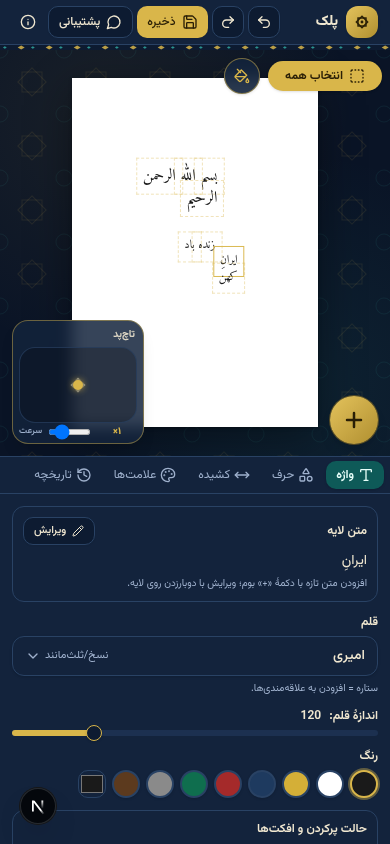 پلک
ذخیره
پشتیبانی
انتخاب همه
بسم الله الرحمن
الرحیم
زنده باد
ایرانِ
کهن
تاچ‌پد
سرعت ×۱
واژه
حرف
کشیده
علامت‌ها
تاریخچه
متن لایه
ویرایش
ایرانِ
افزودن متن تازه با دکمهٔ «+» بوم؛ ویرایش با دوبارزدن روی لایه.
قلم
امیری
نسخ/ثلث‌مانند
ستاره = افزودن به علاقه‌مندی‌ها.
اندازهٔ قلم: 120
رنگ
N
حالت پرکردن و افکت‌ها